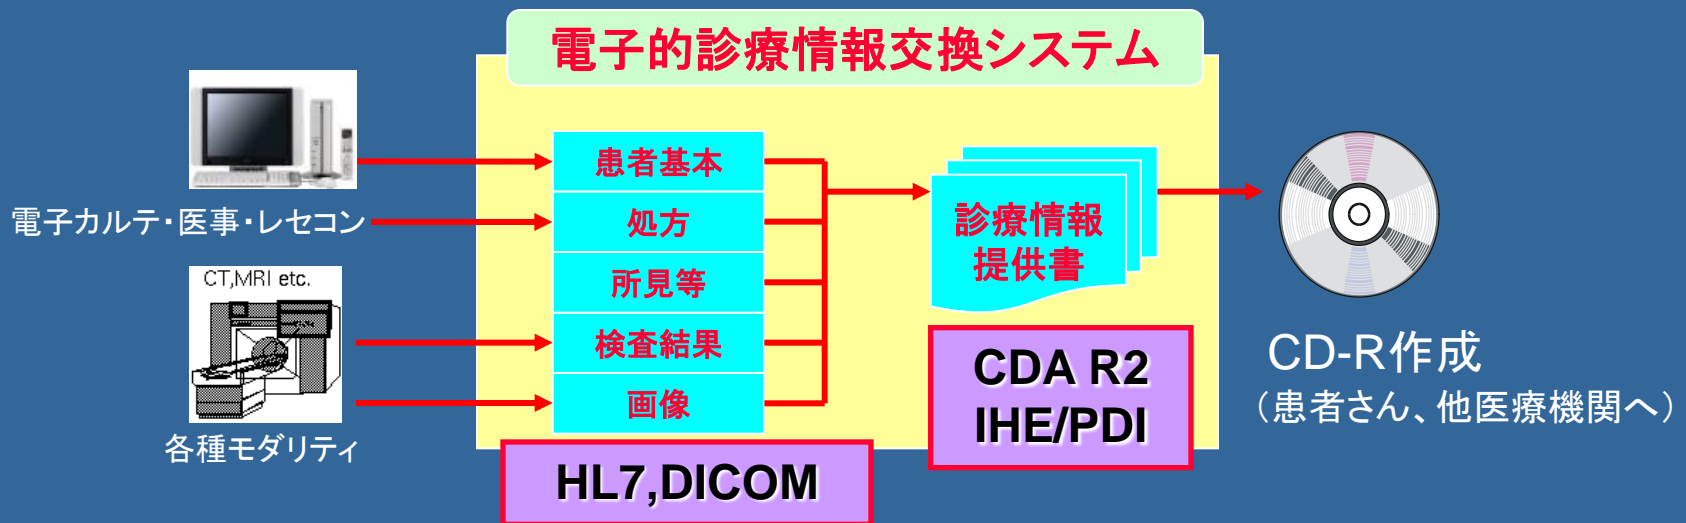 電子的診療情報交換システム
電子カルテ・医事・レセコン
CT,MRI etc.
各種モダリティ
患者基本
処方
所見等
検査結果
画像
HL7,DICOM
診療情報
提供書
CDA R2
IHE/PDI
CD-R作成
（患者さん、他医療機関へ）